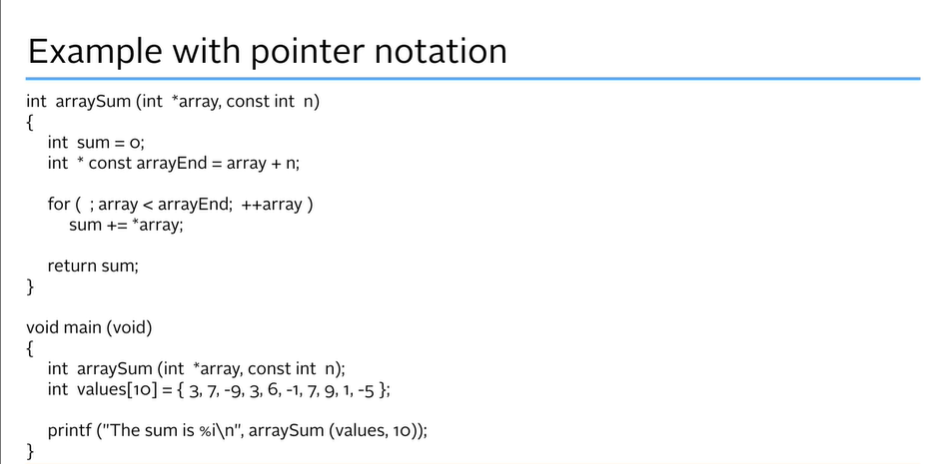 Example with pointer notation
int arraySum (int *array, const int n)
{
int sum = 0;
int * const arrayEnd = array + n;
for ( ; array < arrayEnd; ++array )
sum += *array;
return sum;
}
void main (void)
{
int arraySum (int *array, const int n);
int values[10] = { 3, 7, -9, 3, 6, -1, 7, 9, 1, -5 };
printf ("The sum is %i\n", arraySum (values, 10));
}